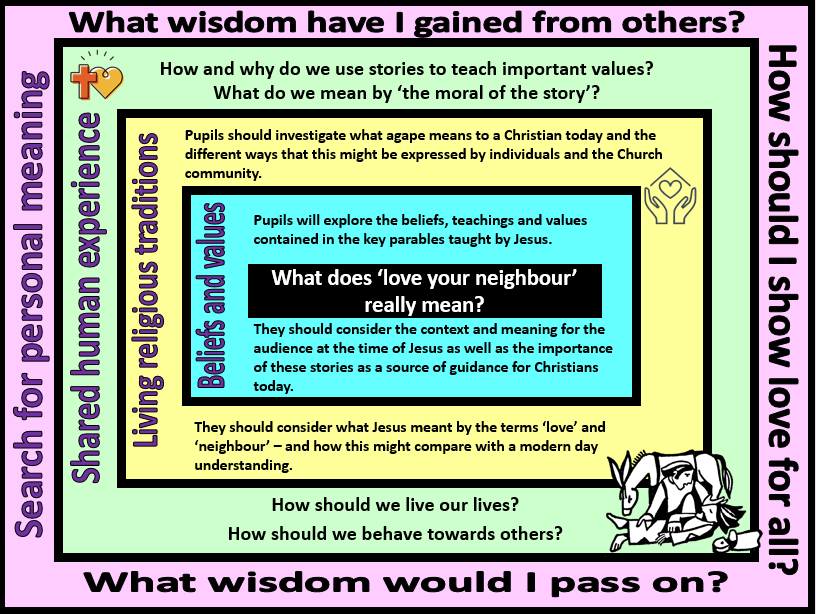 What wisdom have I gained from others?
Search for personal meaning
How should I show love for all?
Shared human experience
How and why do we use stories to teach important values?
What do we mean by ‘the moral of the story’?
Living religious traditions
Pupils should investigate what agape means to a Christian today and the
different ways that this might be expressed by individuals and the Church
community.
Beliefs and values
Pupils will explore the beliefs, teachings and values
contained in the key parables taught by Jesus.
What does ‘love your neighbour’
really mean?
They should consider the context and meaning for the
audience at the time of Jesus as well as the importance
of these stories as a source of guidance for Christians
today.
They should consider what Jesus meant by the terms ‘love’ and
‘neighbour’ – and how this might compare with a modern day
understanding.
How should we live our lives?
How should we behave towards others?
What wisdom would I pass on?